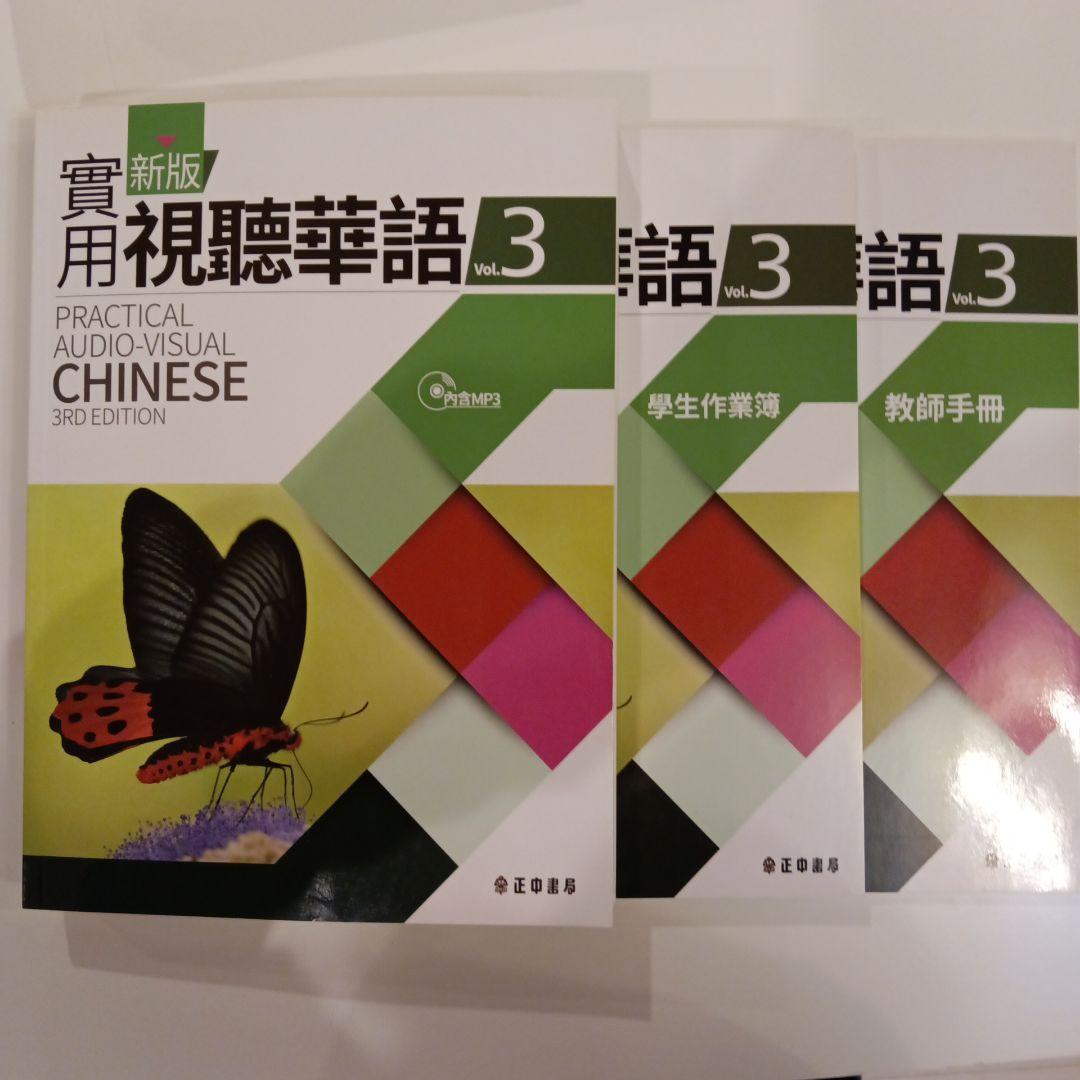 新版
實用
視聽華語
Vol.3
PRACTICAL
AUDIO-VISUAL
CHINESE
3RD EDITION
內含MP3
正中書局
語
Vol.3
學生作業簿
正中書局
語
Vol.3
教師手冊